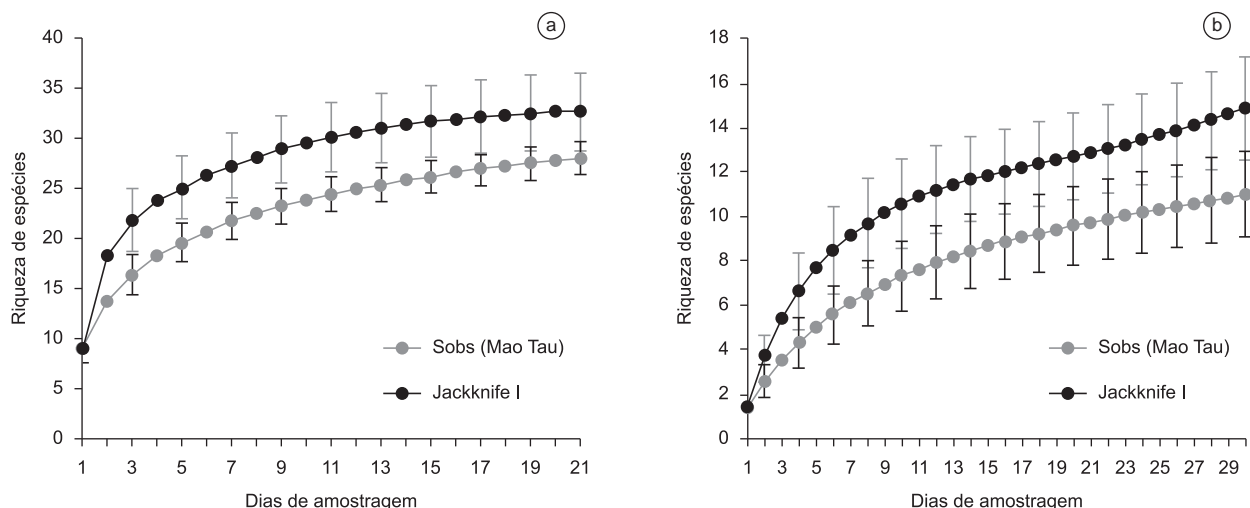 a
Riqueza de espécies
40
35
30
25
20
15
10
5
0
1 3 5 7 9 11 13 15 17 19 21
Dias de amostragem
Sobs (Mao Tau)
Jackknife I
b
Riqueza de espécies
18
16
14
12
10
8
6
4
2
0
1 3 5 7 9 11 13 15 17 19 21 23 25 27 29
Dias de amostragem
Sobs (Mao Tau)
Jackknife I